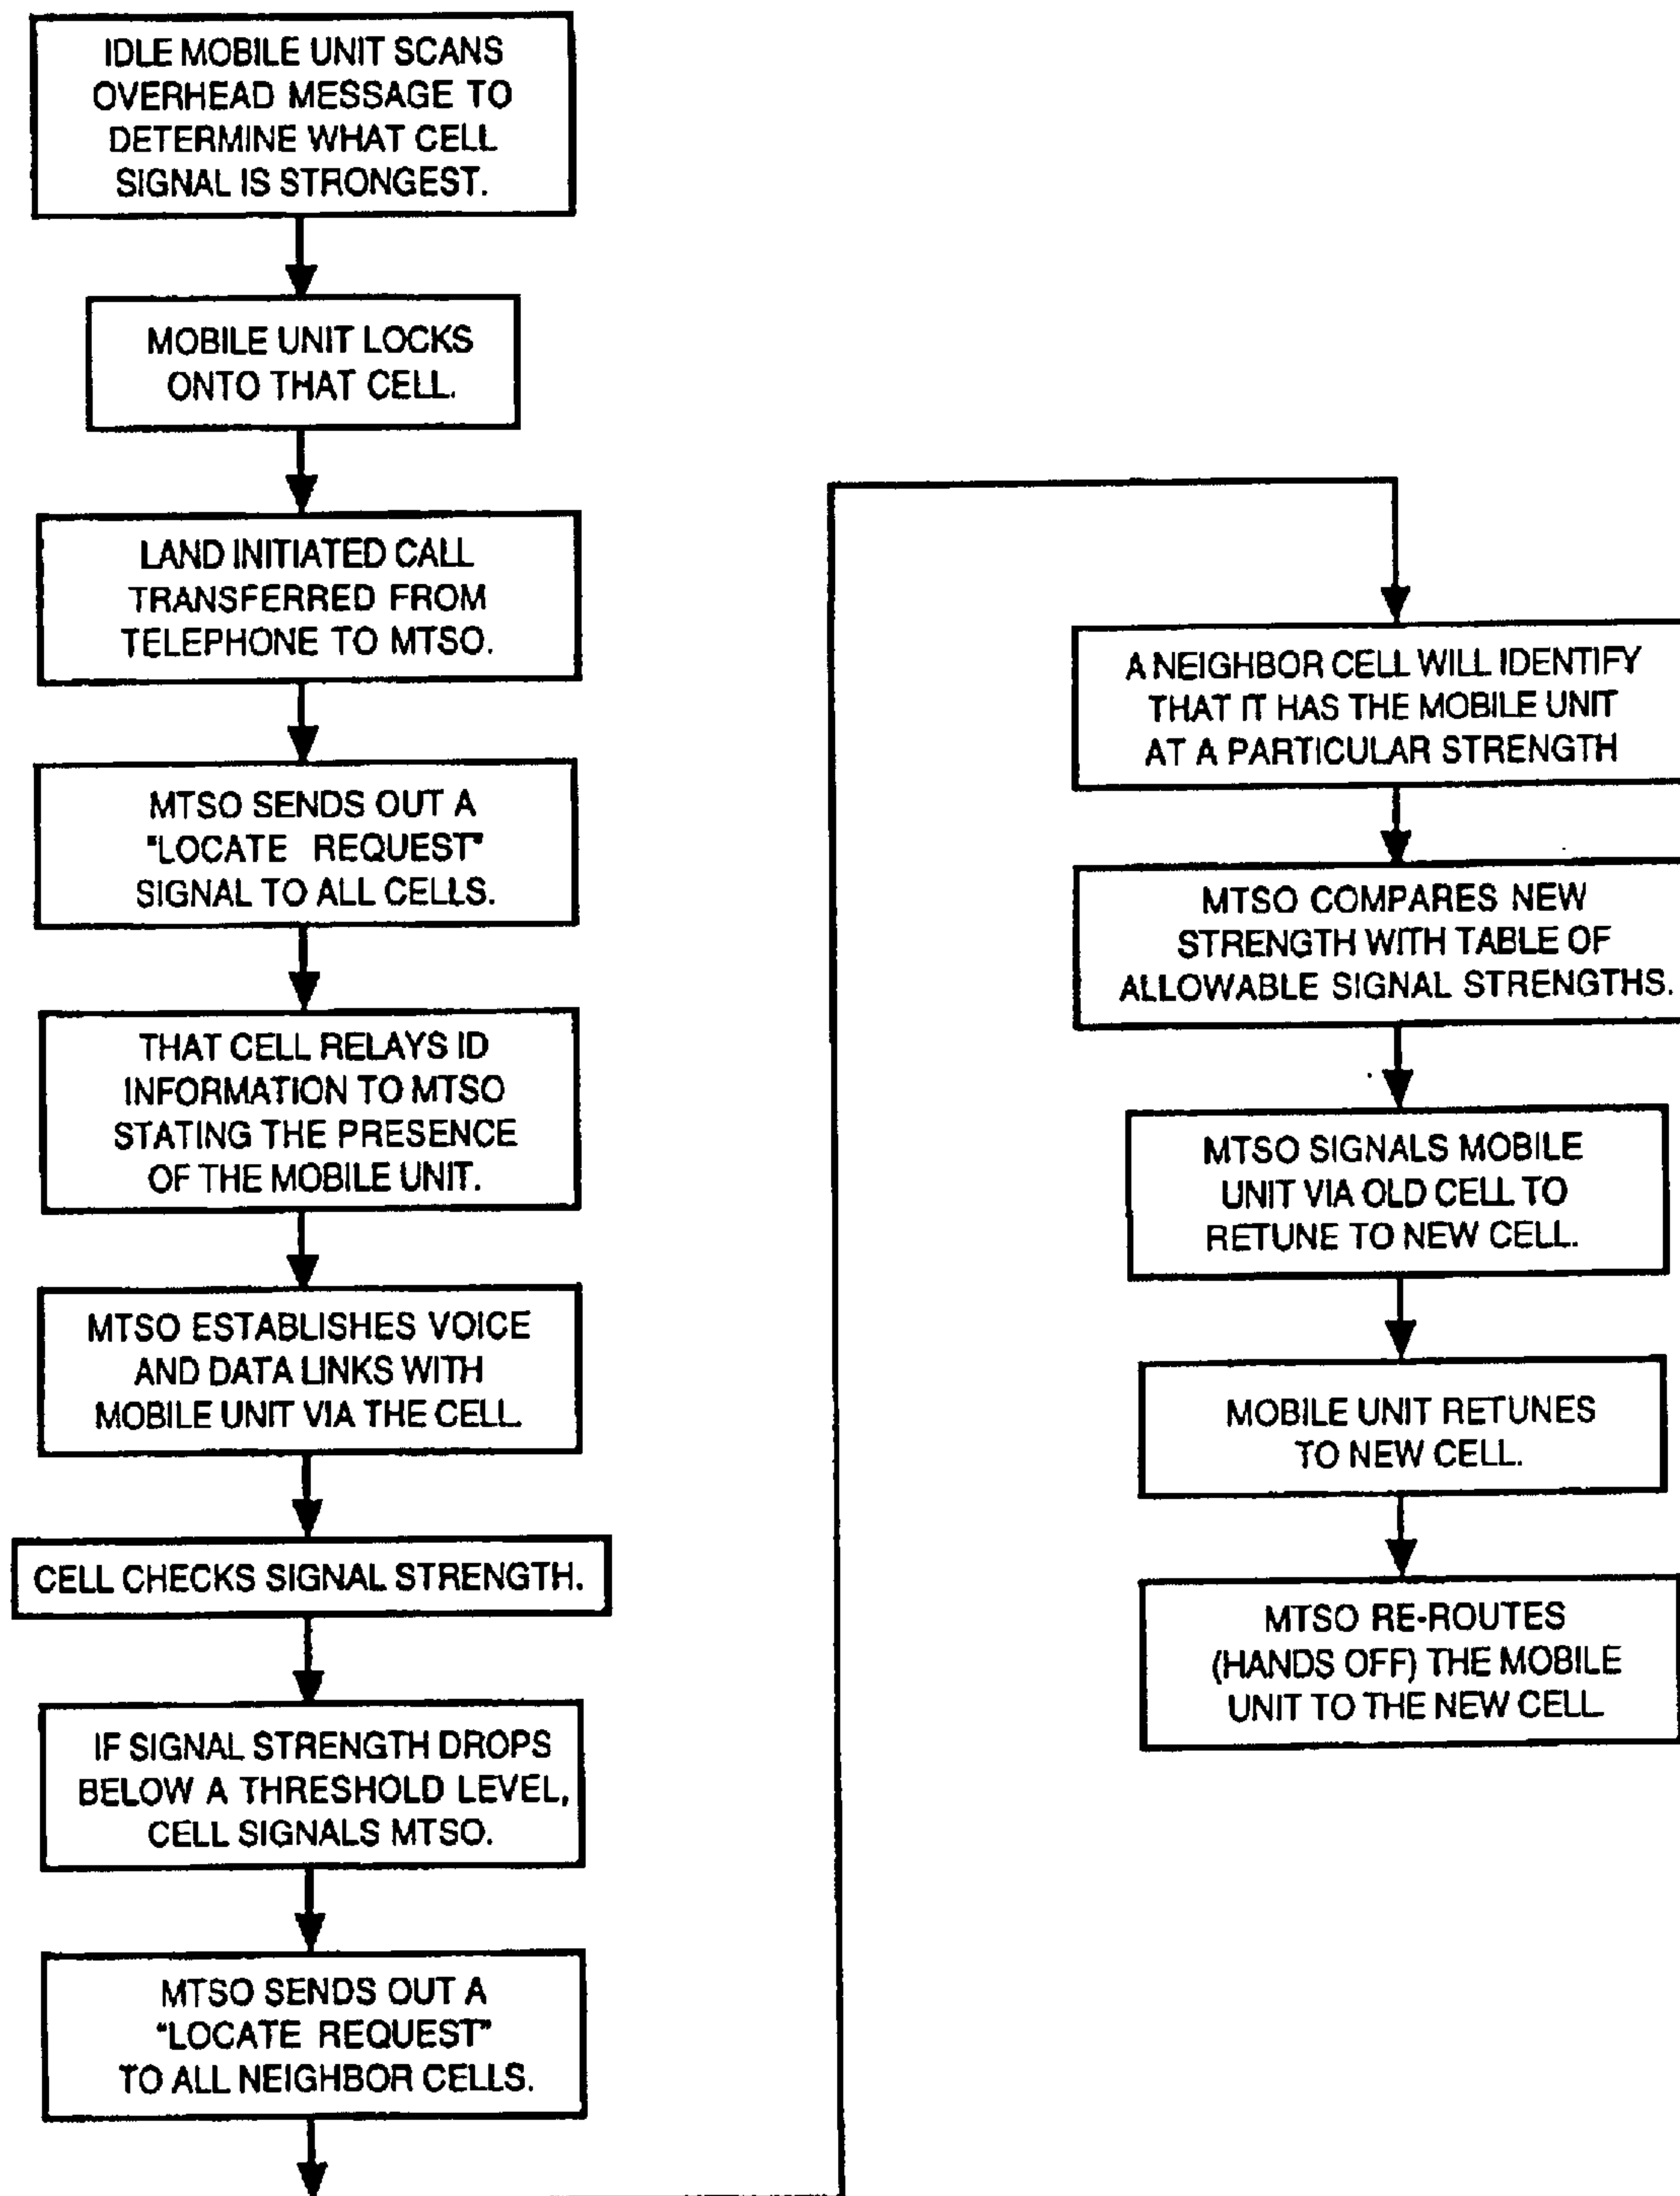 IDLE MOBILE UNIT SCANS
OVERHEAD MESSAGE TO
DETERMINE WHAT CELL
SIGNAL IS STRONGEST.
MOBILE UNIT LOCKS
ONTO THAT CELL.
LAND INITIATED CALL
TRANSFERRED FROM
TELEPHONE TO MTSO.
MTSO SENDS OUT A
"LOCATE REQUEST"
SIGNAL TO ALL CELLS.
THAT CELL RELAYS ID
INFORMATION TO MTSO
STATING THE PRESENCE
OF THE MOBILE UNIT.
MTSO ESTABLISHES VOICE
AND DATA LINKS WITH
MOBILE UNIT VIA THE CELL.
CELL CHECKS SIGNAL STRENGTH.
IF SIGNAL STRENGTH DROPS
BELOW A THRESHOLD LEVEL,
CELL SIGNALS MTSO.
MTSO SENDS OUT A
"LOCATE REQUEST"
TO ALL NEIGHBOR CELLS.
A NEIGHBOR CELL WILL IDENTIFY
THAT IT HAS THE MOBILE UNIT
AT A PARTICULAR STRENGTH
MTSO COMPARES NEW
STRENGTH WITH TABLE OF
ALLOWABLE SIGNAL STRENGTHS.
MTSO SIGNALS MOBILE
UNIT VIA OLD CELL TO
RETUNE TO NEW CELL.
MOBILE UNIT RETUNES
TO NEW CELL.
MTSO RE-ROUTES
(HANDS OFF) THE MOBILE
UNIT TO THE NEW CELL